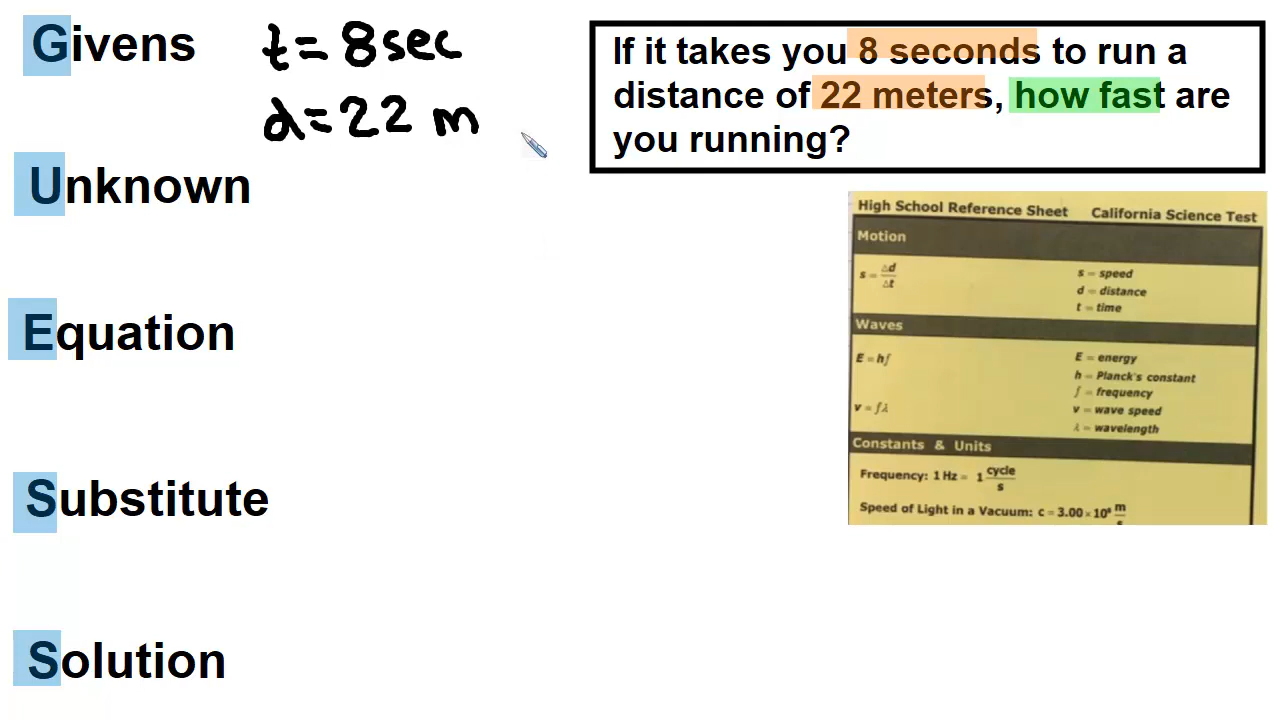 Givens t = 8 sec
d = 22 m
Unknown
Equation
Substitute
Solution
If it takes you 8 seconds to run a
distance of 22 meters, how fast are
you running?
High School Reference Sheet California Science Test
Motion
s = Δd/Δt s = speed
d = distance
t = time
Waves
E = hf E = energy
h = Planck's constant
f = frequency
v = fλ v = wave speed
λ = wavelength
Constants & Units
Frequency: 1 Hz = 1 cycle/s
Speed of Light in a Vacuum: c = 3.00 × 10⁸ m/s